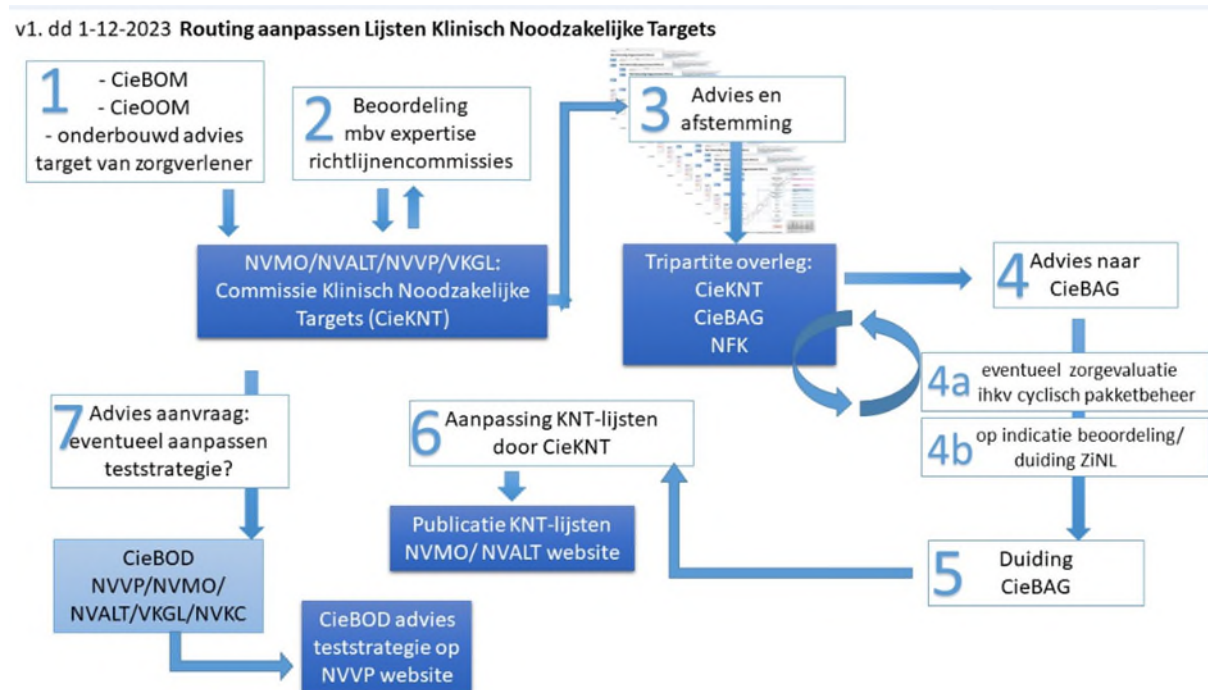 v1. dd 1-12-2023 Routing aanpassen Lijsten Klinisch Noodzakelijke Targets
1
- CieBOM
- CieOOM
- onderbouwd advies
target van zorgverlener
2
Beoordeling
mbv expertise
richtlijnencommissies
3
Advies en
afstemming
NVMO/NVALT/NVVP/VKGL:
Commissie Klinisch Noodzakelijke
Targets (CieKNT)
Tripartite overleg:
CieKNT
CieBAG
NFK
4
Advies naar
CieBAG
4a
eventueel zorgevaluatie
ihkv cyclisch pakketbeheer
4b
op indicatie beoordeling/
duiding ZiNL
5
Duiding
CieBAG
6
Aanpassing KNT-lijsten
door CieKNT
Publicatie KNT-lijsten
NVMO/ NVALT website
7
Advies aanvraag:
eventueel aanpassen
teststrategie?
CieBOD
NVVP/NVMO/
NVALT/VKGL/NVKC
CieBOD advies
teststrategie op
NVVP website